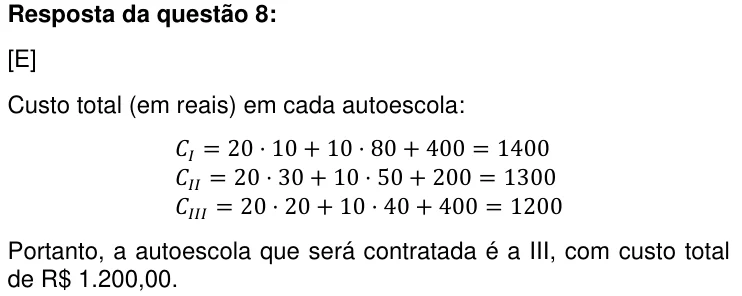 Resposta da questão 8:
[E]
Custo total (em reais) em cada autoescola:
C_I = 20 · 10 + 10 · 80 + 400 = 1400
C_II = 20 · 30 + 10 · 50 + 200 = 1300
C_III = 20 · 20 + 10 · 40 + 400 = 1200
Portanto, a autoescola que será contratada é a III, com custo total
de R$ 1.200,00.